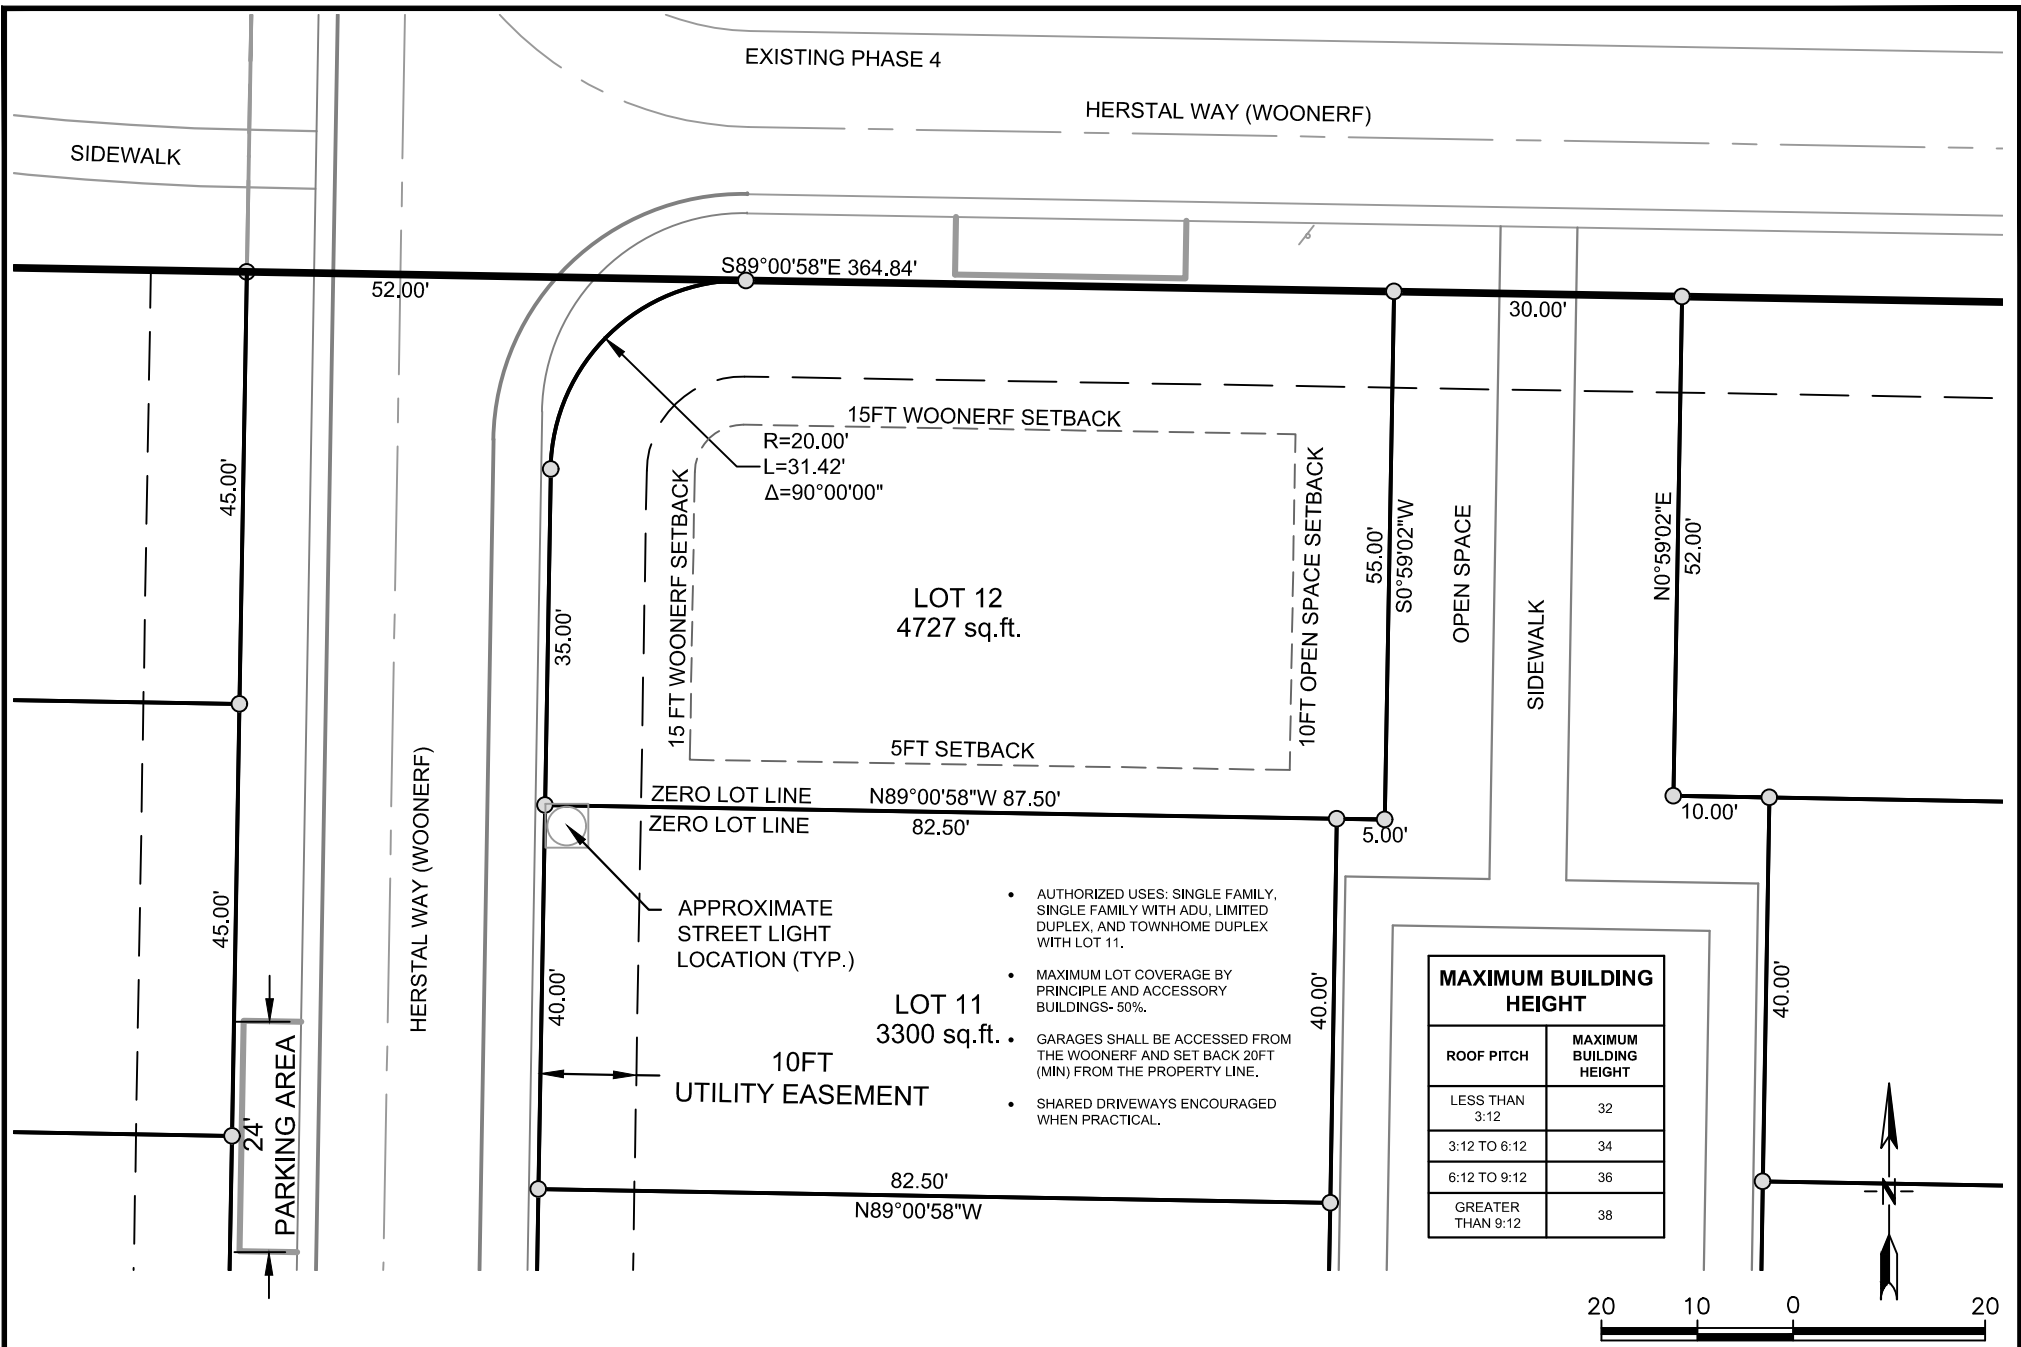 EXISTING PHASE 4
HERSTAL WAY (WOONERF)
SIDEWALK
S89°00'58"E 364.84'
52.00'
30.00'
15FT WOONERF SETBACK
R=20.00'
L=31.42'
Δ=90°00'00"
45.00'
35.00'
15 FT WOONERF SETBACK
LOT 12
4727 sq.ft.
10FT OPEN SPACE SETBACK
55.00'
S0°59'02"W
OPEN SPACE
SIDEWALK
N0°59'02"E
52.00'
5FT SETBACK
ZERO LOT LINE
N89°00'58"W 87.50'
ZERO LOT LINE
82.50'
5.00'
10.00'
HERSTAL WAY (WOONERF)
45.00'
APPROXIMATE
STREET LIGHT
LOCATION (TYP.)
• AUTHORIZED USES: SINGLE FAMILY,
SINGLE FAMILY WITH ADU, LIMITED
DUPLEX, AND TOWNHOME DUPLEX
WITH LOT 11.
• MAXIMUM LOT COVERAGE BY
PRINCIPLE AND ACCESSORY
BUILDINGS- 50%.
• GARAGES SHALL BE ACCESSED FROM
THE WOONERF AND SET BACK 20FT
(MIN) FROM THE PROPERTY LINE.
• SHARED DRIVEWAYS ENCOURAGED
WHEN PRACTICAL.
40.00'
LOT 11
3300 sq.ft.
40.00'
40.00'
10FT
UTILITY EASEMENT
24'
PARKING AREA
82.50'
N89°00'58"W
MAXIMUM BUILDING
HEIGHT
ROOF PITCH
MAXIMUM
BUILDING
HEIGHT
LESS THAN
3:12
32
3:12 TO 6:12
34
6:12 TO 9:12
36
GREATER
THAN 9:12
38
N
20 10 0 20